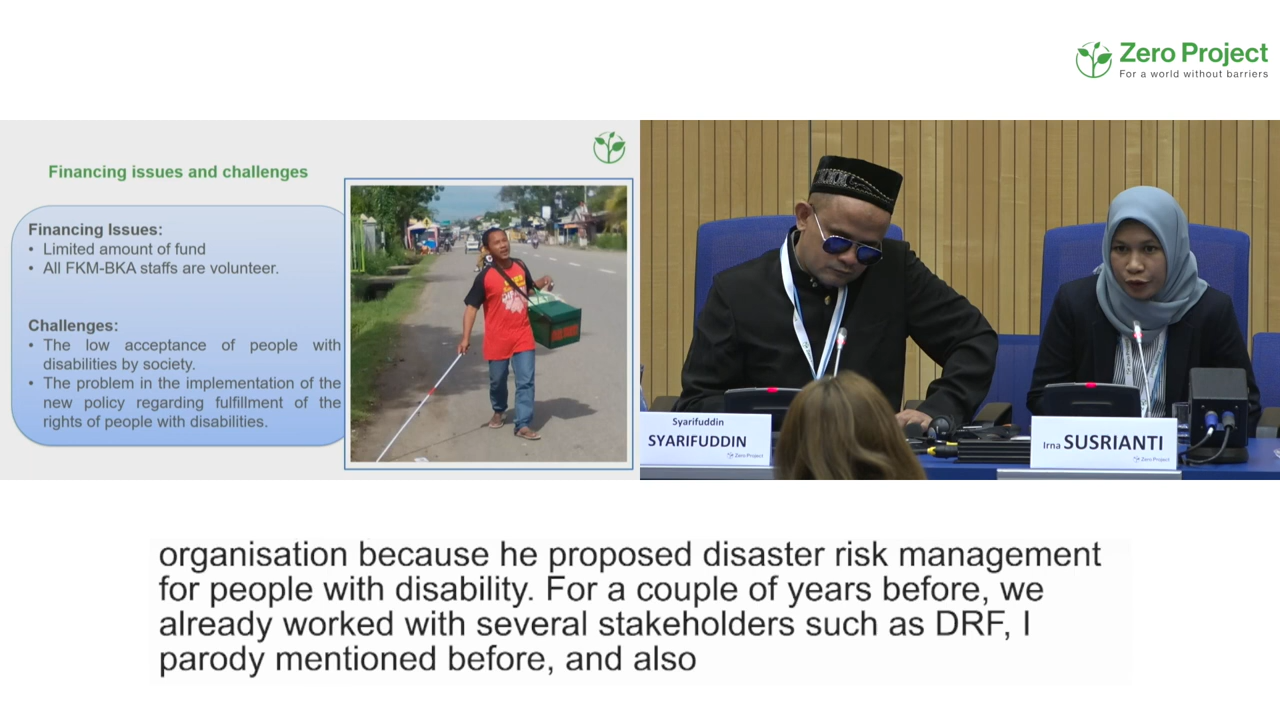 Zero Project
For a world without barriers
Financing issues and challenges
Financing Issues:
• Limited amount of fund
• All FKM-BKA staffs are volunteer.
Challenges:
• The low acceptance of people with
disabilities by society.
• The problem in the implementation of the
new policy regarding fulfillment of the
rights of people with disabilities.
Syarifuddin
SYARIFUDDIN
Zero Project
Irna SUSRIANTI
Zero Project
organisation because he proposed disaster risk management
for people with disability. For a couple of years before, we
already worked with several stakeholders such as DRF, I
parody mentioned before, and also